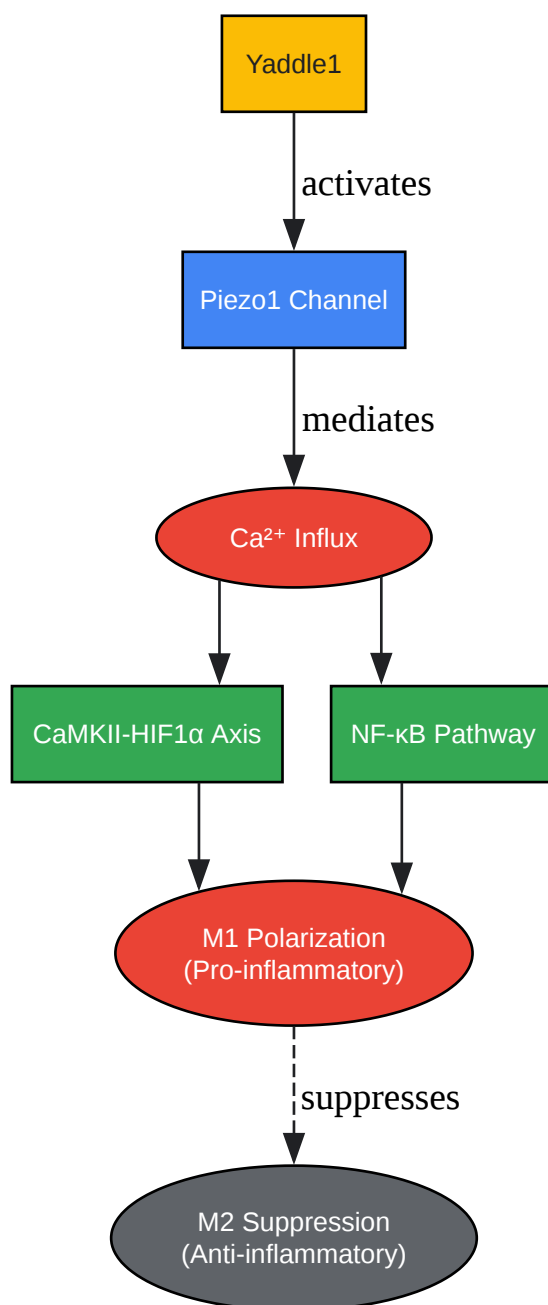 Yaddle1
activates
Piezo1 Channel
mediates
Ca²⁺ Influx
CaMKII-HIF1α Axis
NF-κB Pathway
M1 Polarization
(Pro-inflammatory)
suppresses
M2 Suppression
(Anti-inflammatory)